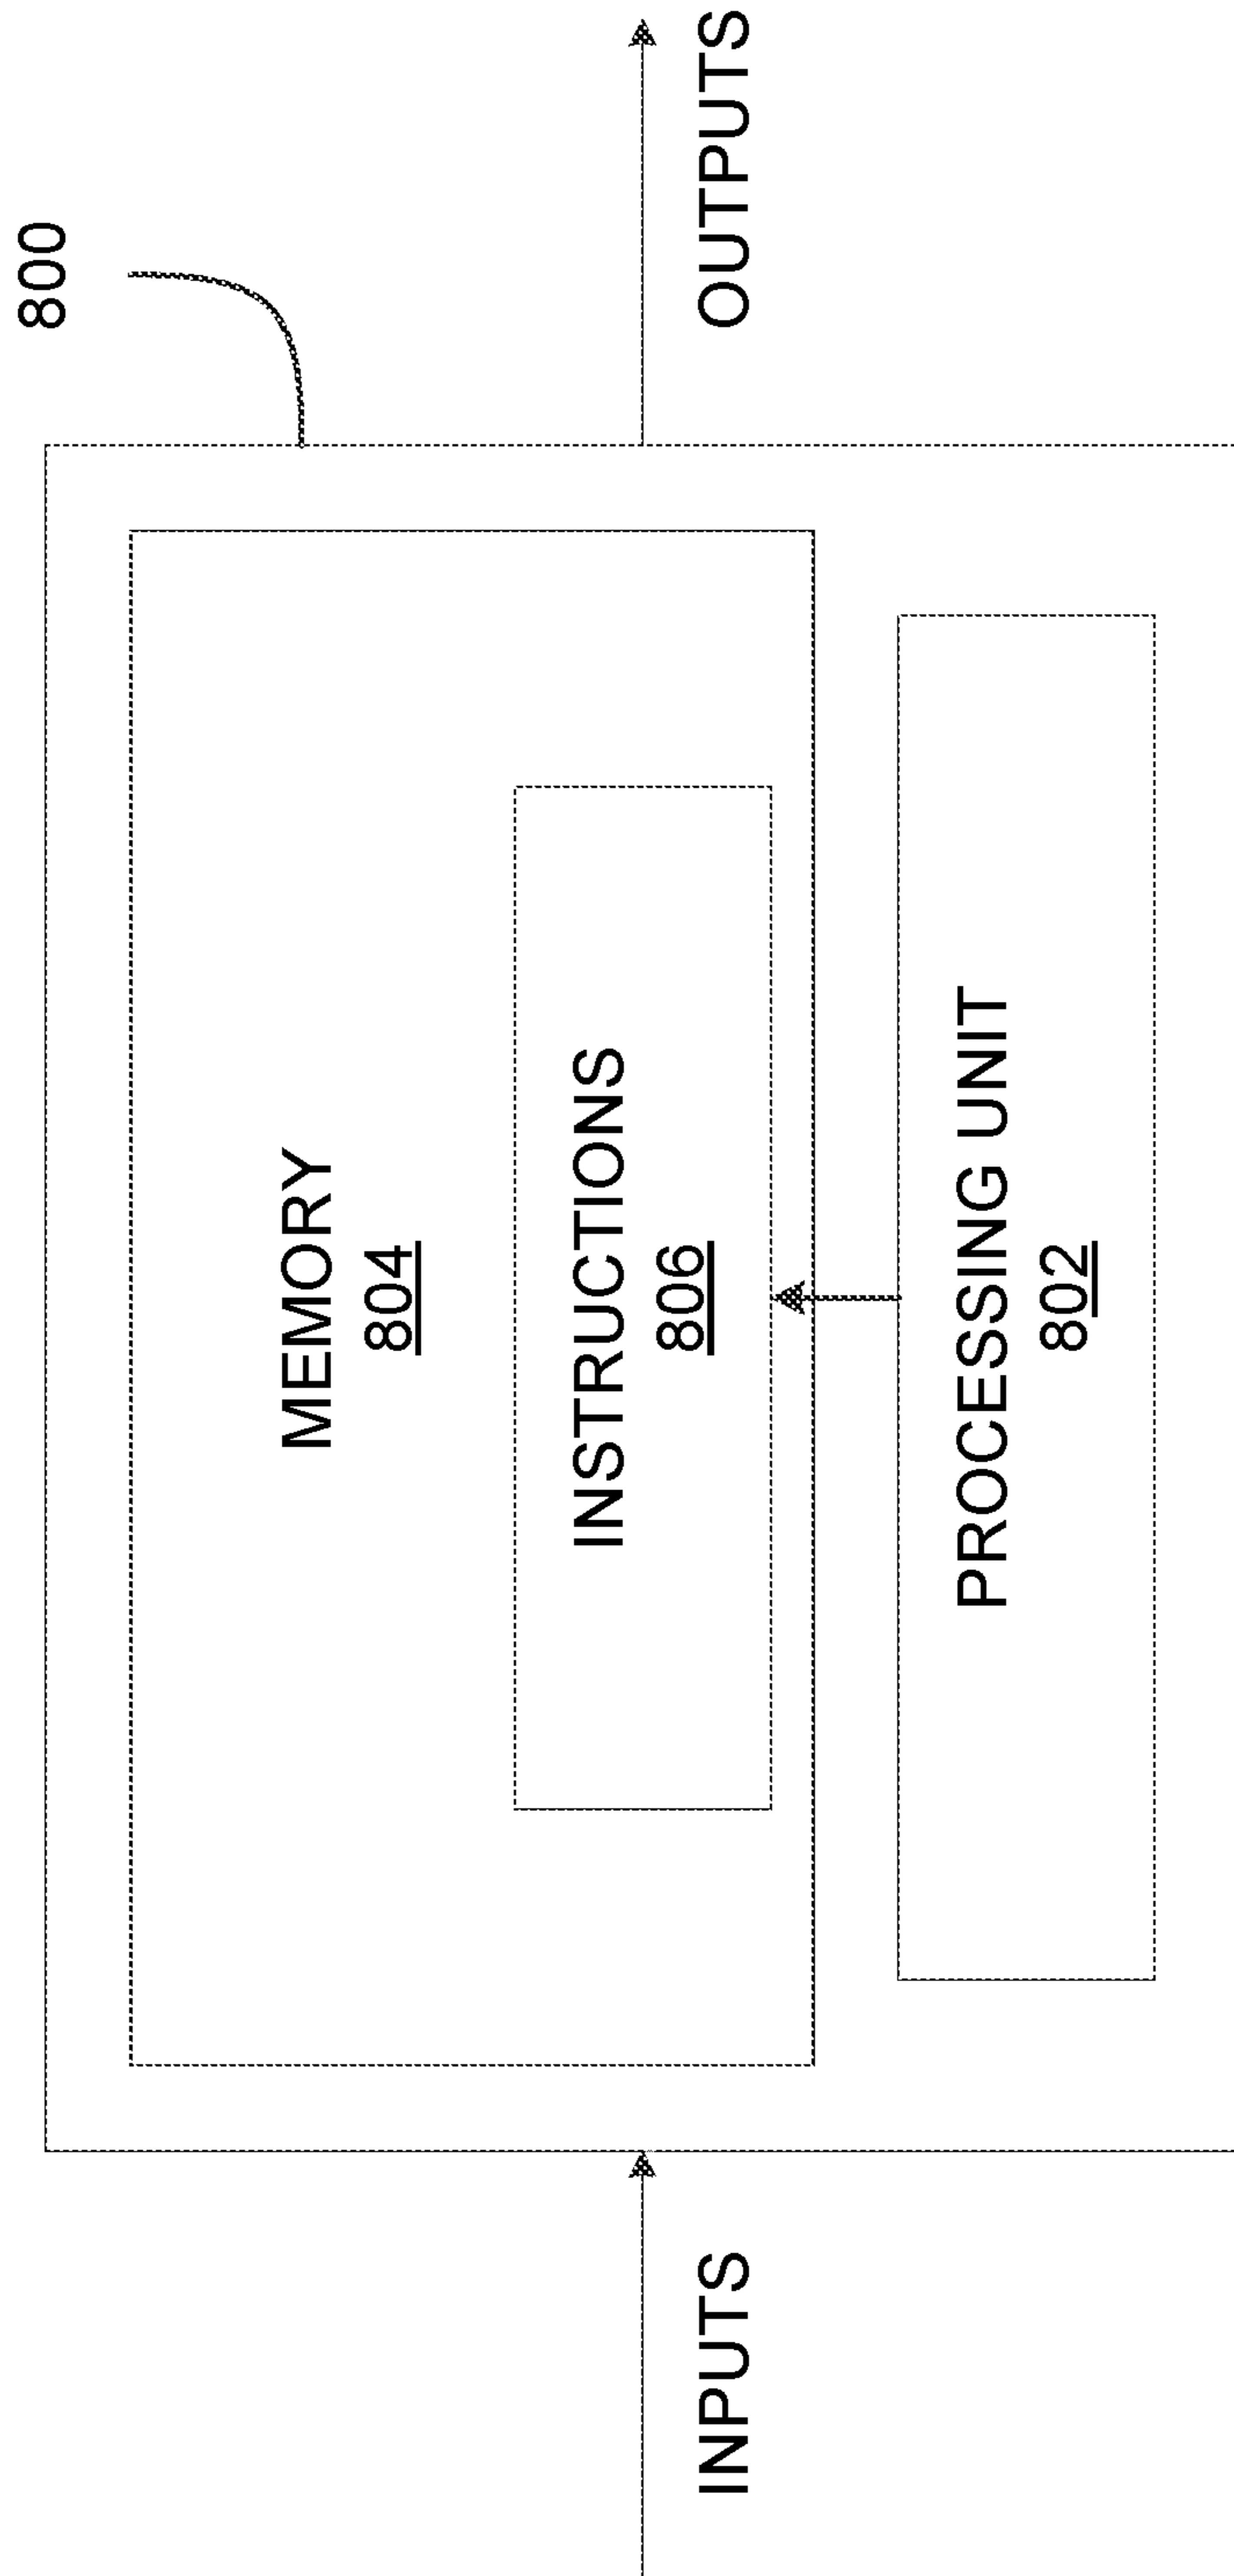 800
MEMORY
804
INSTRUCTIONS
806
PROCESSING UNIT
802
INPUTS
OUTPUTS